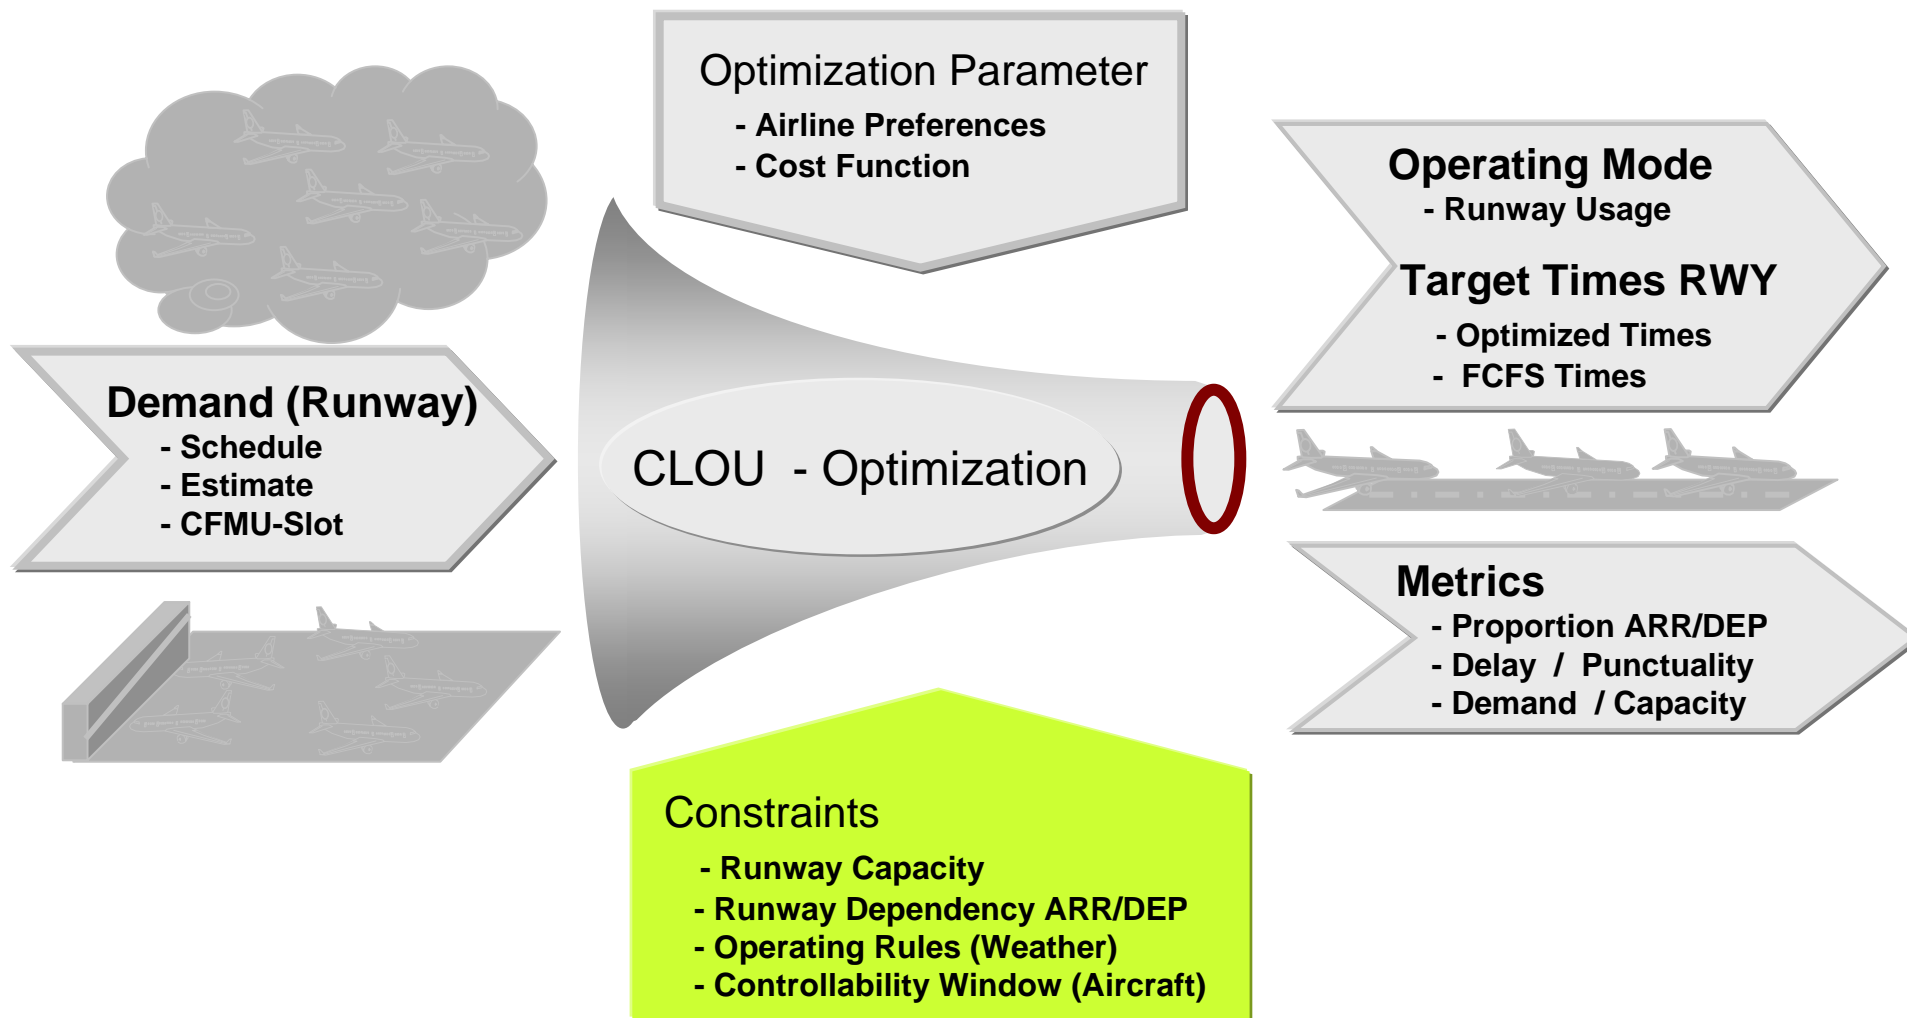 Optimization Parameter
- Airline Preferences
- Cost Function
Demand (Runway)
- Schedule
- Estimate
- CFMU-Slot
CLOU - Optimization
Operating Mode
- Runway Usage
Target Times RWY
- Optimized Times
- FCFS Times
Metrics
- Proportion ARR/DEP
- Delay / Punctuality
- Demand / Capacity
Constraints
- Runway Capacity
- Runway Dependency ARR/DEP
- Operating Rules (Weather)
- Controllability Window (Aircraft)